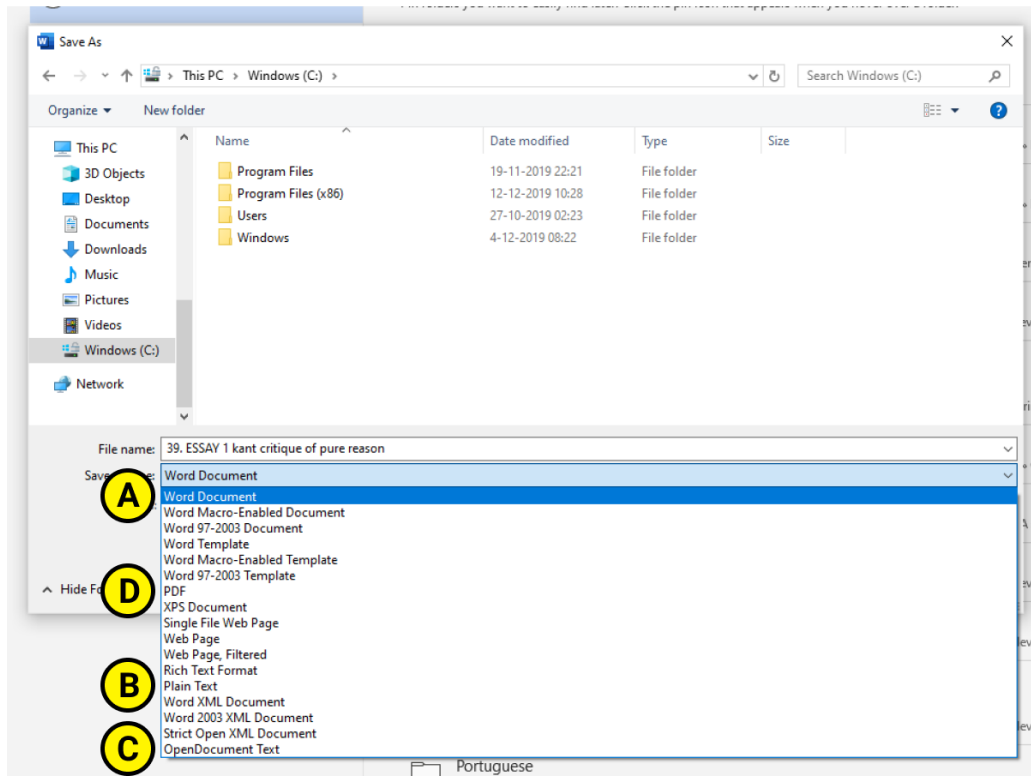 Save As
This PC > Windows (C:) >
Search Windows (C:)
Organize
New folder
?
This PC
3D Objects
Desktop
Documents
Downloads
Music
Pictures
Videos
Windows (C:)
Network
Name Date modified Type Size
Program Files 19-11-2019 22:21 File folder
Program Files (x86) 12-12-2019 10:28 File folder
Users 27-10-2019 02:23 File folder
Windows 4-12-2019 08:22 File folder
File name: 39. ESSAY 1 kant critique of pure reason
Word Document
A
Word Document
Word Macro-Enabled Document
Word 97-2003 Document
Word Template
Word Macro-Enabled Template
Word 97-2003 Template
Hide
D
PDF
XPS Document
Single File Web Page
Web Page
Web Page, Filtered
Rich Text Format
B
Plain Text
Word XML Document
Word 2003 XML Document
Strict Open XML Document
C
OpenDocument Text
Portuguese